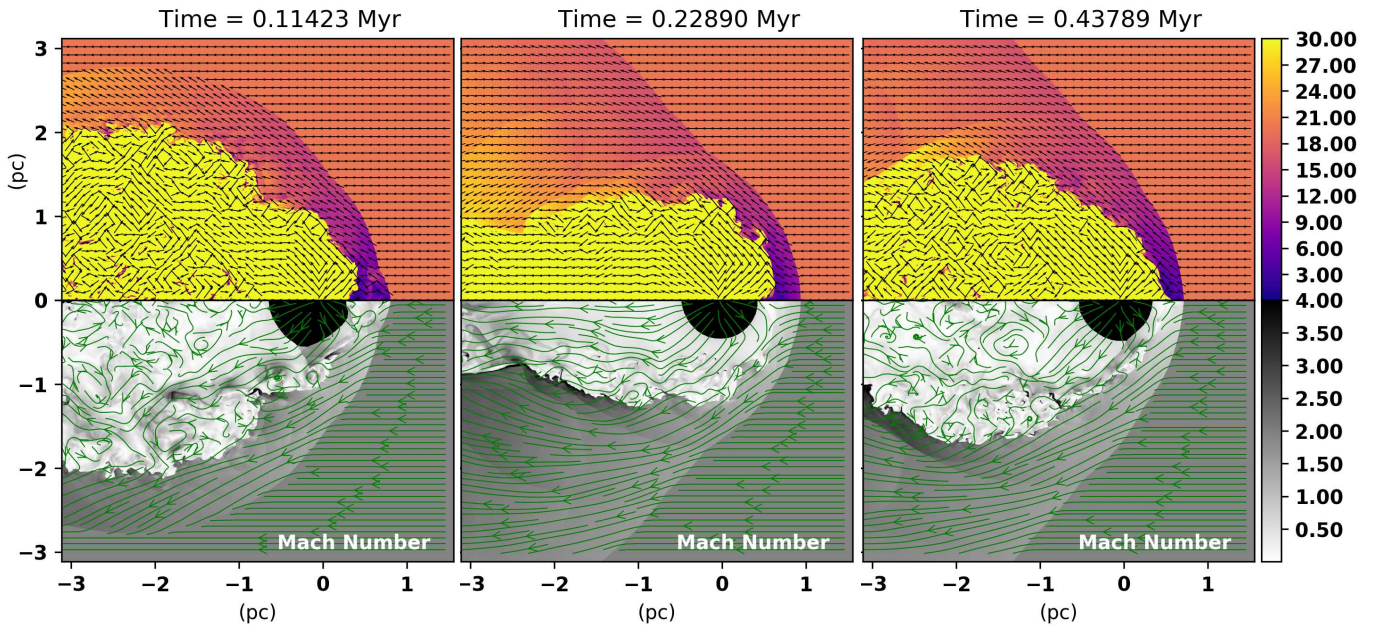 Time = 0.11423 Myr
Time = 0.22890 Myr
Time = 0.43789 Myr
3
2
1
0
−1
−2
−3
(pc)
30.00
27.00
24.00
21.00
18.00
15.00
12.00
9.00
6.00
3.00
4.00
3.50
3.00
2.50
2.00
1.50
1.00
0.50
Mach Number
Mach Number
Mach Number
−3 −2 −1 0 1
−3 −2 −1 0 1
−3 −2 −1 0 1
(pc)
(pc)
(pc)